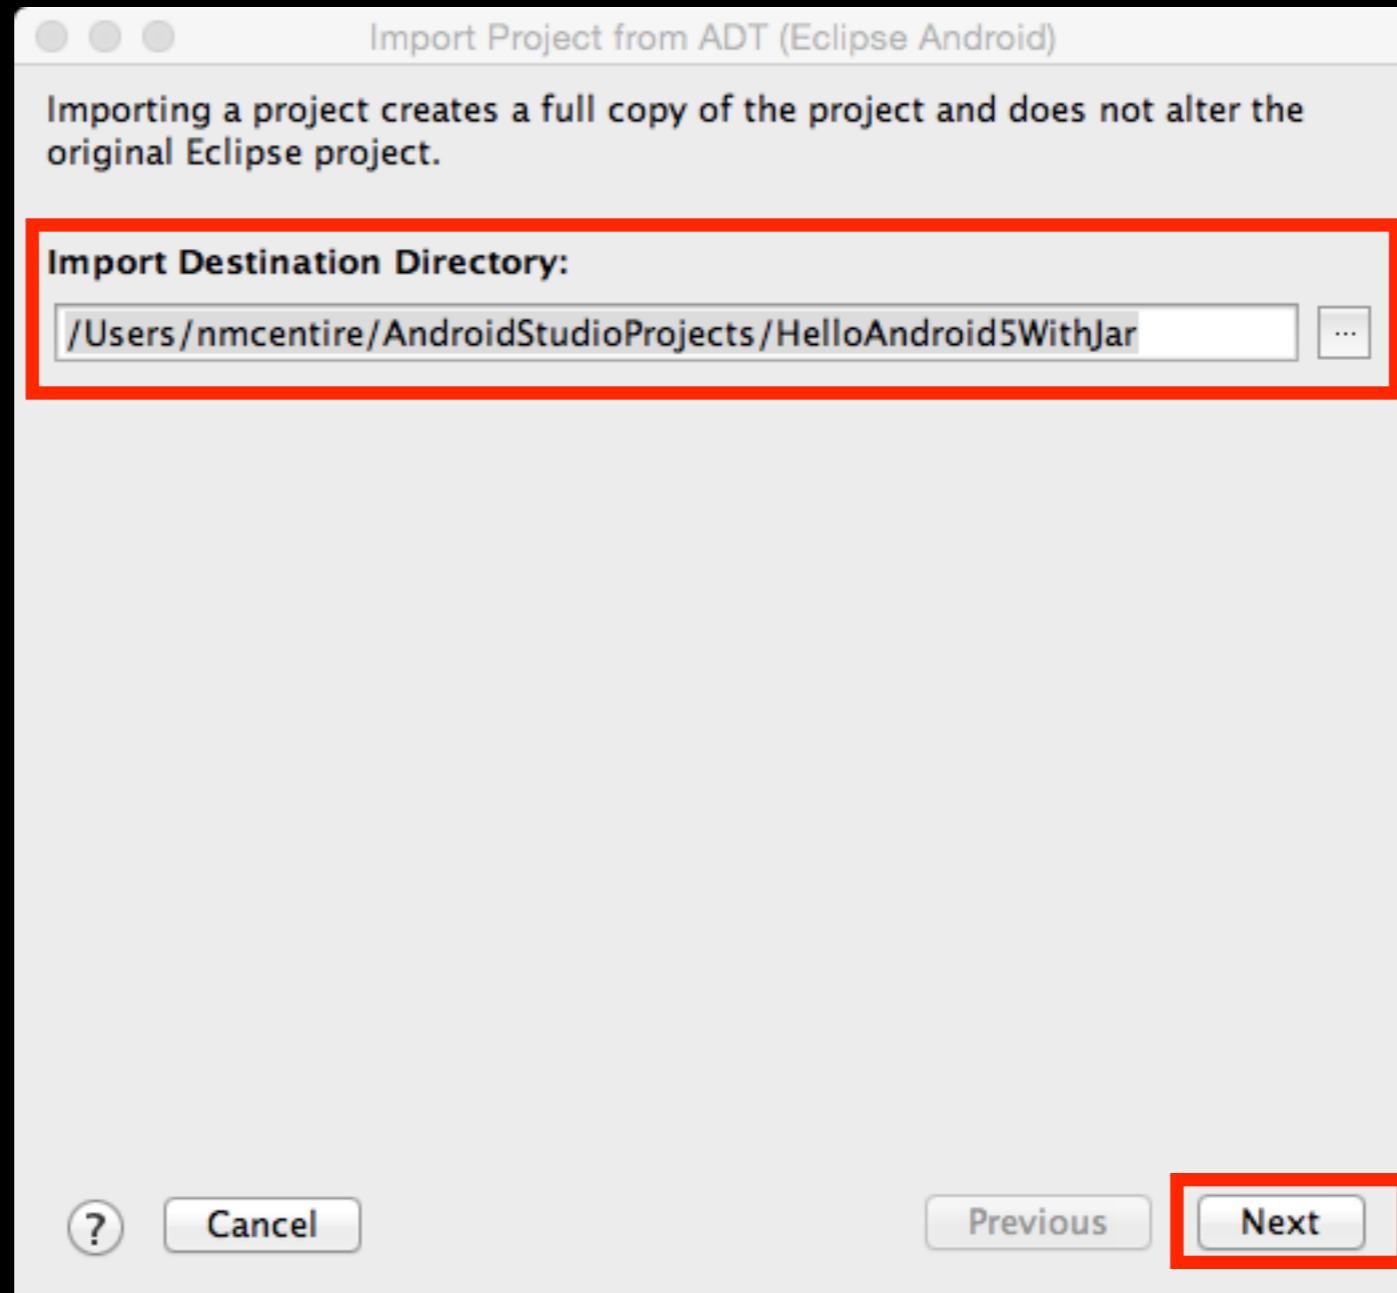 Import Project from ADT (Eclipse Android)
Importing a project creates a full copy of the project and does not alter the
original Eclipse project.
Import Destination Directory:
/Users/nmcentire/AndroidStudioProjects/HelloAndroid5WithJar ...
? Cancel Previous Next